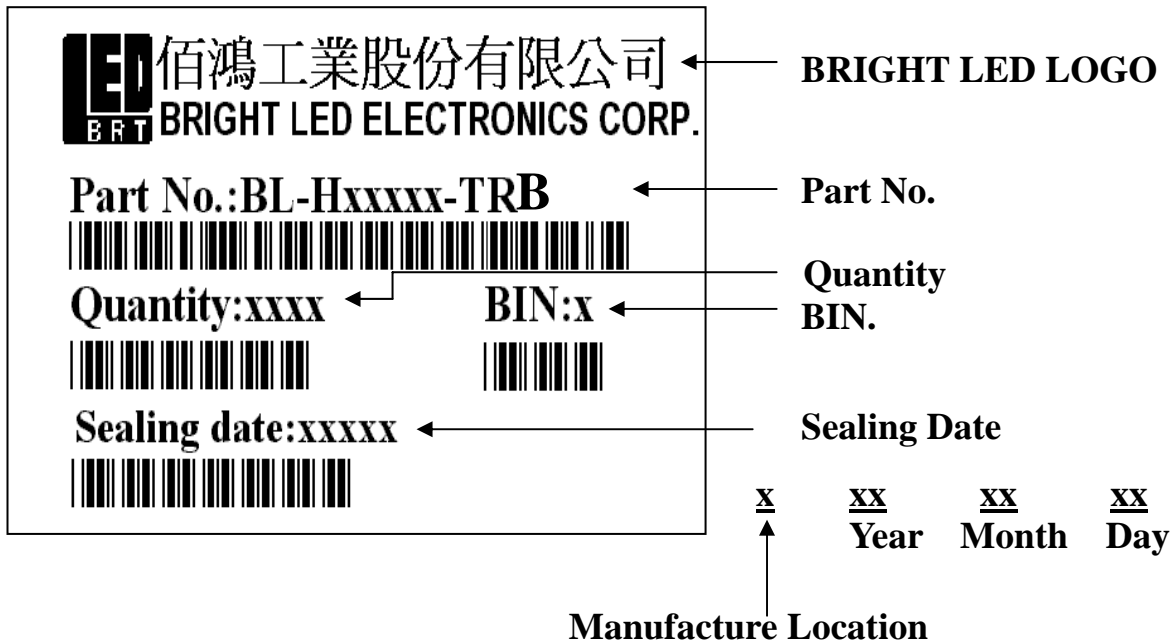 LED
BRT
佰鴻工業股份有限公司
BRIGHT LED ELECTRONICS CORP.
BRIGHT LED LOGO
Part No.:BL-Hxxxxx-TRB
Part No.
Quantity:xxxx
BIN:x
Quantity
BIN.
Sealing date:xxxxx
Sealing Date
x xx xx xx
Year Month Day
Manufacture Location